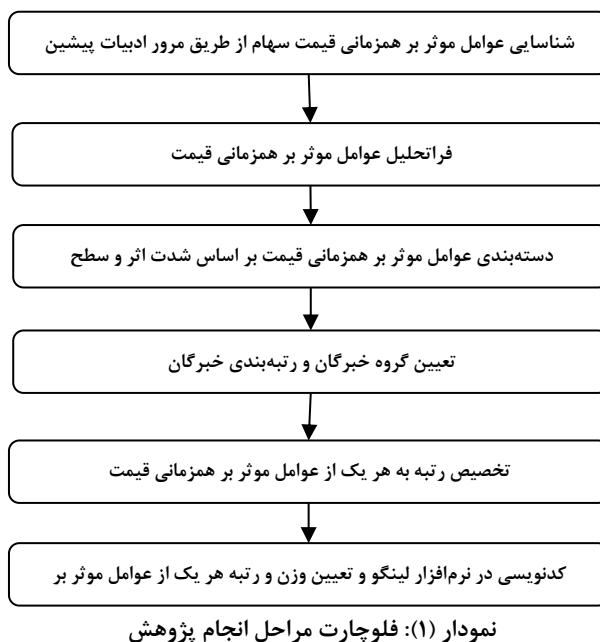 شناسایی عوامل موثر بر همزمانی قیمت سهام از طریق مرور ادبیات پیشین
فراتحلیل عوامل موثر بر همزمانی قیمت
دسته‌بندی عوامل موثر بر همزمانی قیمت بر اساس شدت اثر و سطح
تعیین گروه خبرگان و رتبه‌بندی خبرگان
تخصیص رتبه به هر یک از عوامل موثر بر همزمانی قیمت
کدنویسی در نرم‌افزار لینگو و تعیین وزن و رتبه هر یک از عوامل موثر بر
نمودار (۱): فلوچارت مراحل انجام پژوهش